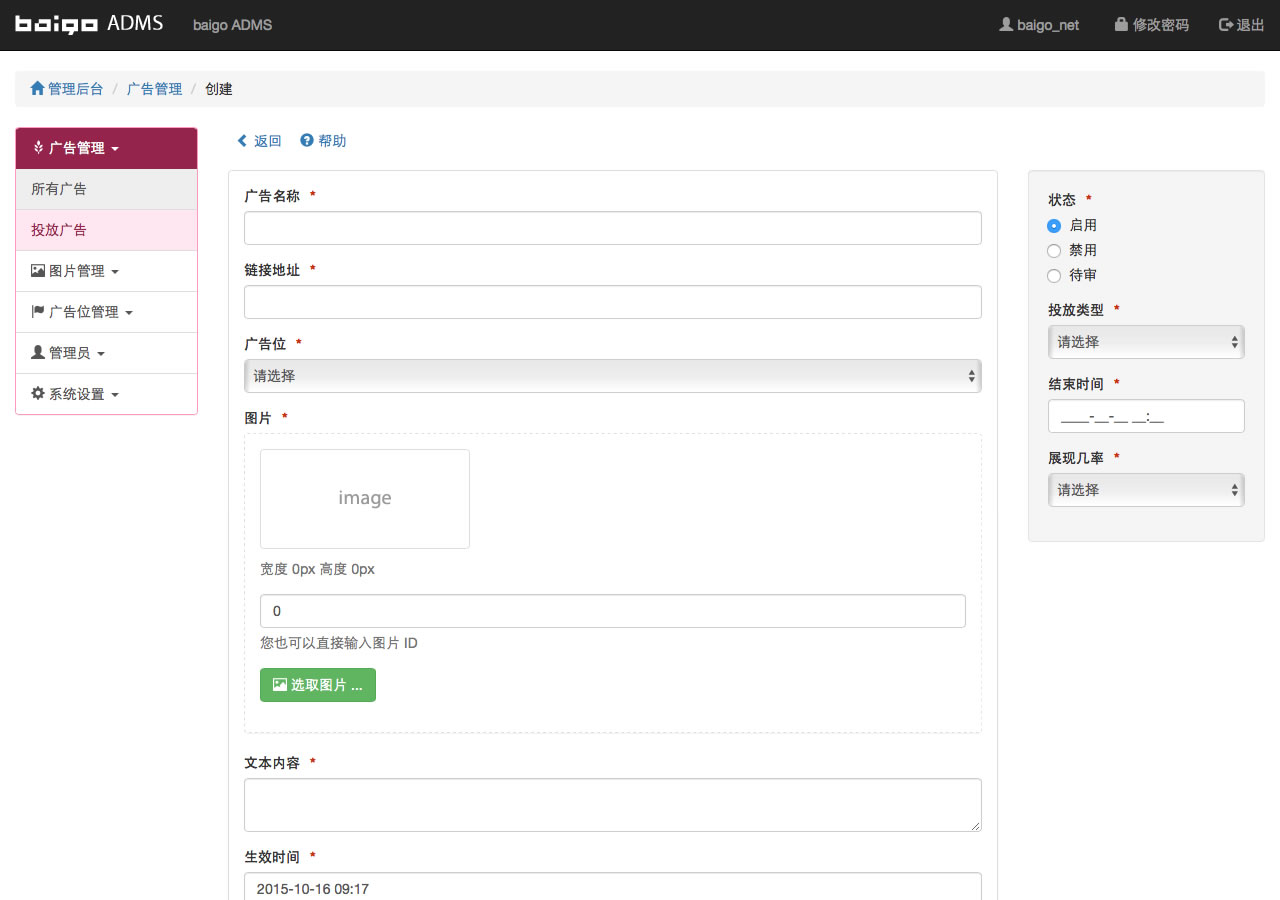 baigo ADMS baigo ADMS baigo_net 修改密码 退出
管理后台 / 广告管理 / 创建
广告管理
所有广告
投放广告
图片管理
广告位管理
管理员
系统设置
返回 帮助
广告名称 *
链接地址 *
广告位 *
请选择
图片 *
image
宽度 0px 高度 0px
0
您也可以直接输入图片 ID
选取图片 ...
文本内容 *
生效时间 *
2015-10-16 09:17
状态 *
启用
禁用
待审
投放类型 *
请选择
结束时间 *
____-__-__ __:__
展现几率 *
请选择